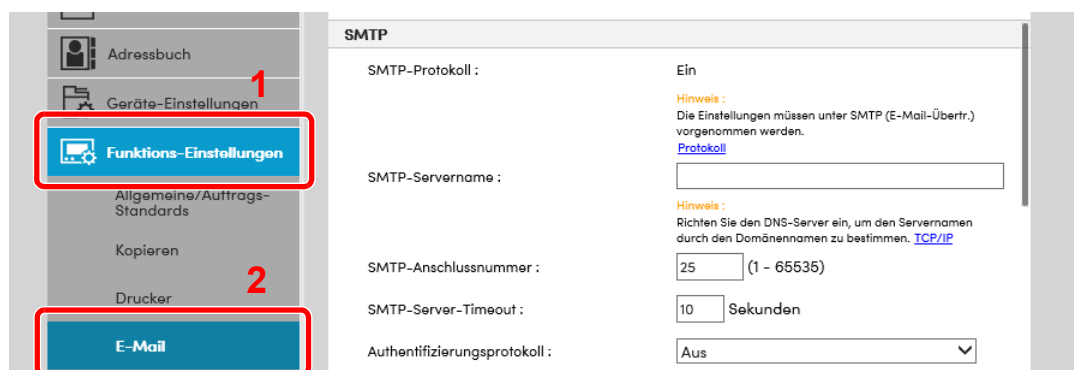 Adressbuch
1
Geräte-Einstellungen
Funktions-Einstellungen
Allgemeine/Auftrags-
Standards
Kopieren
2
Drucker
E-Mail
SMTP
SMTP-Protokoll :
Ein
Hinweis :
Die Einstellungen müssen unter SMTP (E-Mail-Übertr.)
vorgenommen werden.
Protokoll
SMTP-Servername :
Hinweis :
Richten Sie den DNS-Server ein, um den Servernamen
durch den Domänennamen zu bestimmen. TCP/IP
SMTP-Anschlussnummer :
25 (1 - 65535)
SMTP-Server-Timeout :
10 Sekunden
Authentifizierungsprotokoll :
Aus